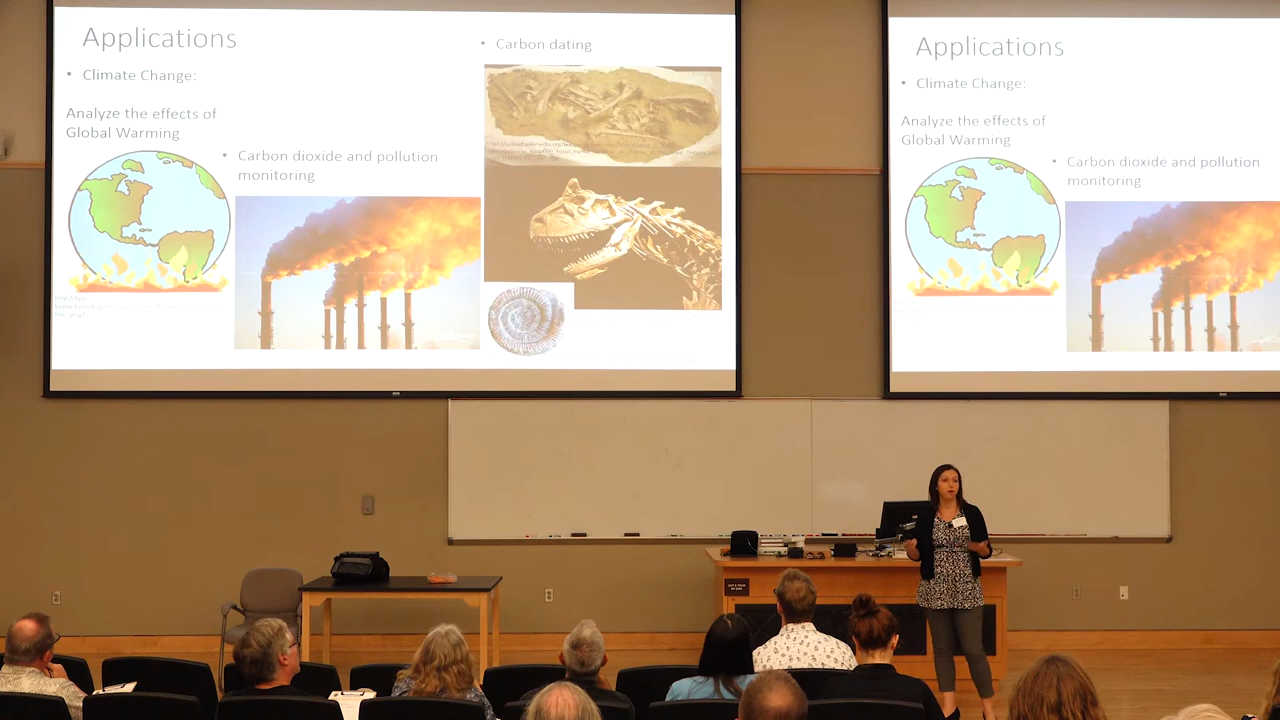 Applications
• Climate Change:
Analyze the effects of
Global Warming
• Carbon dioxide and pollution
monitoring
• Carbon dating
Applications
• Climate Change:
Analyze the effects of
Global Warming
• Carbon dioxide and pollution
monitoring